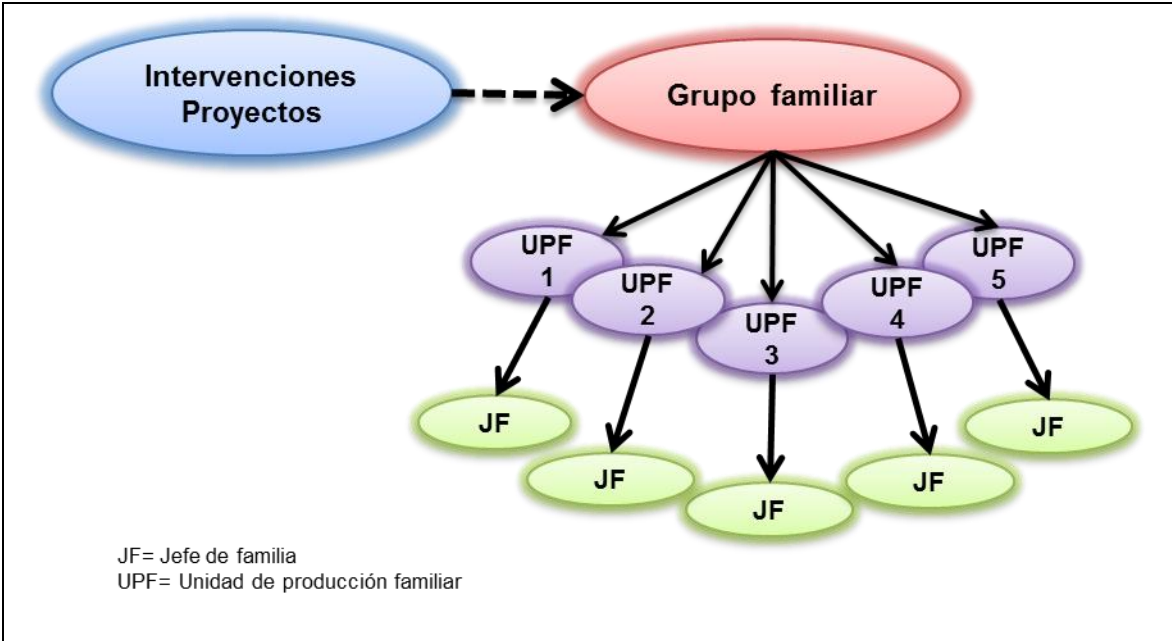 Intervenciones
Proyectos
Grupo familiar
UPF
1
UPF
2
UPF
3
UPF
4
UPF
5
JF
JF
JF
JF
JF
JF= Jefe de familia
UPF= Unidad de producción familiar